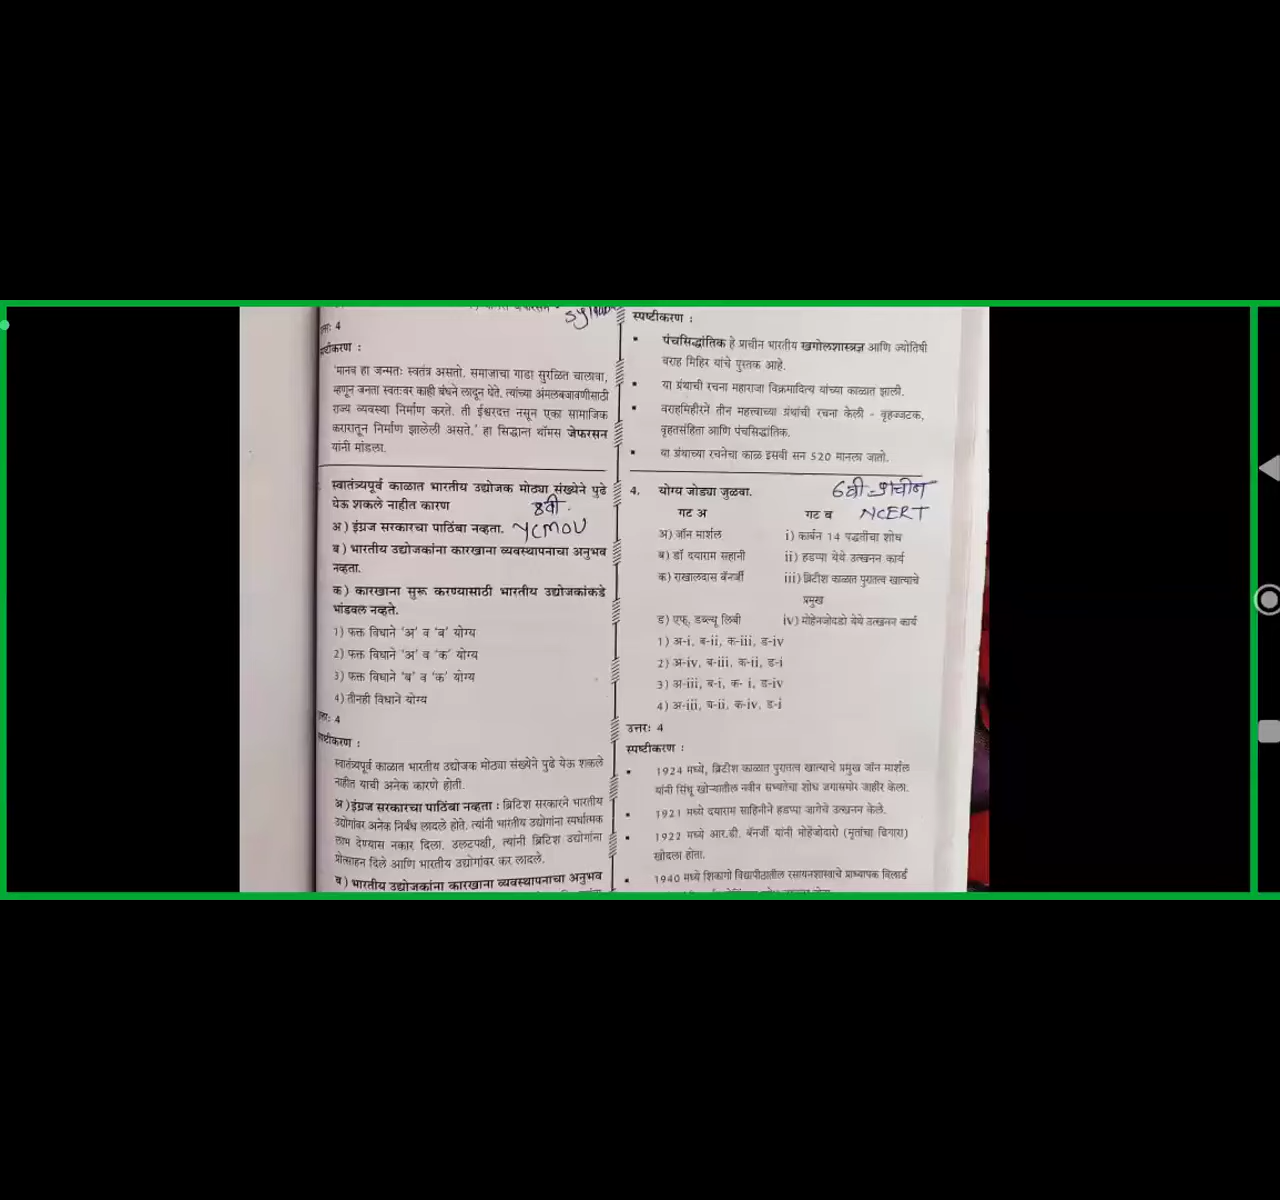 उत्तरः 4
स्पष्टीकरण :
'मानव हा जन्मतः स्वतंत्र असतो. समाजाचा गाडा सुरळित चालावा,
म्हणून जनता स्वतःवर काही बंधने लादून घेते. त्यांच्या अंमलबजावणीसाठी
राज्य व्यवस्था निर्माण करते. ती ईश्वरदत्त नसून एका सामाजिक
करारातून निर्माण झालेली असते.' हा सिद्धान्त थॉमस जेफरसन
यांनी मांडला.
स्वातंत्र्यपूर्व काळात भारतीय उद्योजक मोठ्या संख्येने पुढे
येऊ शकले नाहीत कारण
8वी.
अ) इंग्रज सरकारचा पाठिंबा नव्हता. YCMOU
ब) भारतीय उद्योजकांना कारखाना व्यवस्थापनाचा अनुभव
नव्हता.
क) कारखाना सुरू करण्यासाठी भारतीय उद्योजकांकडे
भांडवल नव्हते.
1) फक्त विधाने 'अ' व 'ब' योग्य
2) फक्त विधाने 'अ' व 'क' योग्य
3) फक्त विधाने 'ब' व 'क' योग्य
4) तीनही विधाने योग्य
उत्तरः 4
स्पष्टीकरण :
स्वातंत्र्यपूर्व काळात भारतीय उद्योजक मोठ्या संख्येने पुढे येऊ शकले
नाहीत याची अनेक कारणे होती.
अ) इंग्रज सरकारचा पाठिंबा नव्हता : ब्रिटिश सरकारने भारतीय
उद्योगांवर अनेक निर्बंध लादले होते. त्यांनी भारतीय उद्योगांना स्पर्धात्मक
लाभ देण्यास नकार दिला. उलटपक्षी, त्यांनी ब्रिटिश उद्योगांना
प्रोत्साहन दिले आणि भारतीय उद्योगांवर कर लादले.
ब) भारतीय उद्योजकांना कारखाना व्यवस्थापनाचा अनुभव
स्पष्टीकरण :
▪ पंचसिद्धांतिक हे प्राचीन भारतीय खगोलशास्त्रज्ञ आणि ज्योतिषी
वराह मिहिर यांचे पुस्तक आहे.
▪ या ग्रंथाची रचना महाराजा विक्रमादित्य यांच्या काळात झाली.
▪ वराहमिहीरने तीन महत्त्वाच्या ग्रंथांची रचना केली - वृहज्जटक,
वृहतसंहिता आणि पंचसिद्धांतिक.
▪ या ग्रंथाच्या रचनेचा काळ इसवी सन 520 मानला जातो.
4. योग्य जोड्या जुळवा. 6वी-प्राचीन
गट अ गट ब NCERT
अ) जॉन मार्शल i) कार्बन 14 पद्धतीचा शोध
ब) डॉ दयाराम सहानी ii) हडप्पा येथे उत्खनन कार्य
क) राखालदास बॅनर्जी iii) ब्रिटीश काळात पुरातत्व खात्याचे
प्रमुख
ड) एफ्. डब्ल्यू लिबी iv) मोहेनजोदडो येथे उत्खनन कार्य
1) अ-i, ब-ii, क-iii, ड-iv
2) अ-iv, ब-iii, क-ii, ड-i
3) अ-iii, ब-i, क- i, ड-iv
4) अ-iii, ब-ii, क-iv, ड-i
उत्तरः 4
स्पष्टीकरण :
▪ 1924 मध्ये, ब्रिटिश काळात पुरातत्व खात्याचे प्रमुख जॉन मार्शल
यांनी सिंधू खोऱ्यातील नवीन सभ्यतेचा शोध जगासमोर जाहीर केला.
▪ 1921 मध्ये दयाराम साहिनीने हडप्पा जागेचे उत्खनन केले.
▪ 1922 मध्ये आर.डी. बॅनर्जी यांनी मोहेंजोदारो (मृतांचा ढिगारा)
खोदला होता.
▪ 1940 मध्ये शिकागो विद्यापीठातील रसायनशास्त्राचे प्राध्यापक विलार्ड